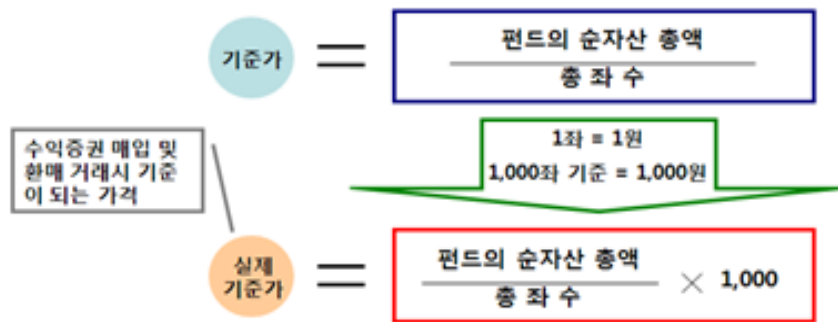 기준가
=
펀드의 순자산 총액
총 좌 수
수익증권 매입 및
환매 거래시 기준
이 되는 가격
1좌 = 1원
1,000좌 기준 = 1,000원
실제
기준가
=
펀드의 순자산 총액
총 좌 수
× 1,000